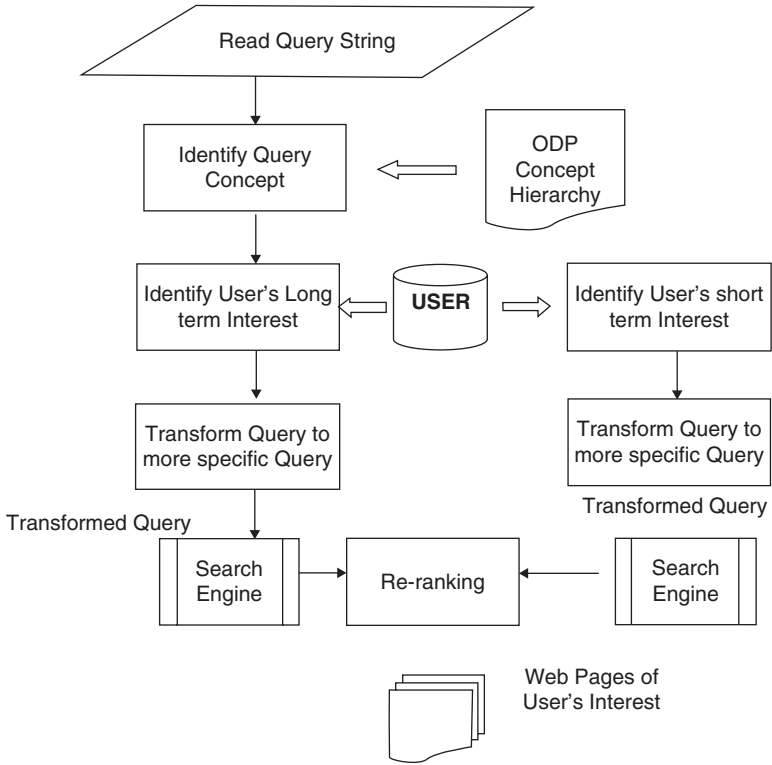 Read Query String
Identify Query
Concept
ODP
Concept
Hierarchy
Identify User's Long
term Interest
USER
Identify User's short
term Interest
Transform Query to
more specific Query
Transform Query to
more specific Query
Transformed Query
Transformed Query
Search
Engine
Re-ranking
Search
Engine
Web Pages of
User's Interest